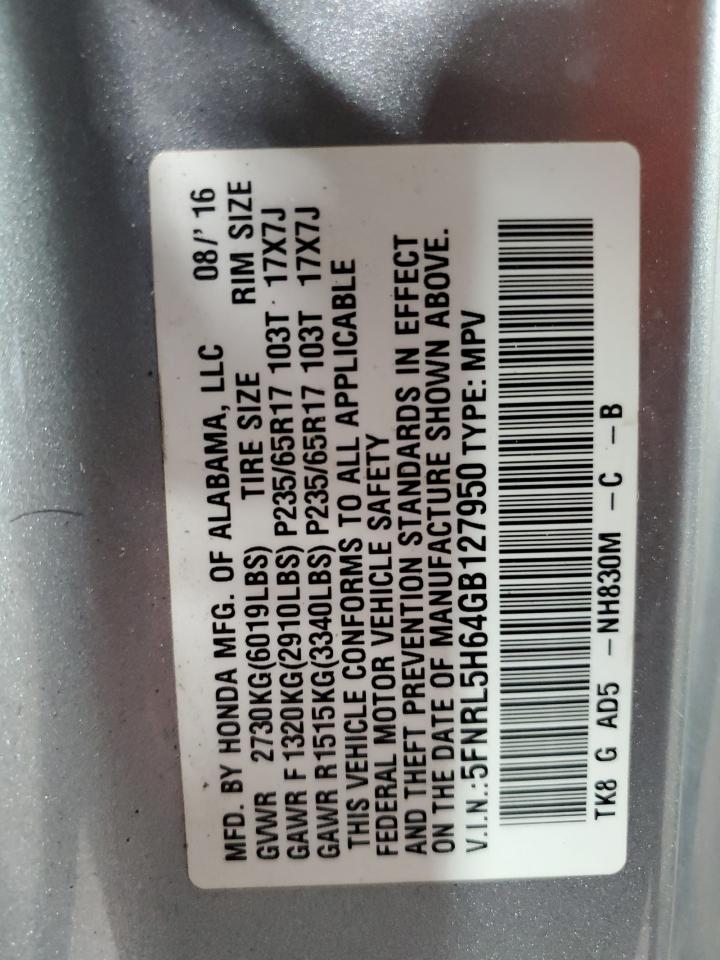 MFD. BY HONDA MFG. OF ALABAMA, LLC 08/' 16
GVWR 2730KG(6019LBS) TIRE SIZE RIM SIZE
GAWR F 1320KG(2910LBS) P235/65R17 103T 17X7J
GAWR R 1515KG(3340LBS) P235/65R17 103T 17X7J
THIS VEHICLE CONFORMS TO ALL APPLICABLE
FEDERAL MOTOR VEHICLE SAFETY
AND THEFT PREVENTION STANDARDS IN EFFECT
ON THE DATE OF MANUFACTURE SHOWN ABOVE.
V.I.N.:5FNRL5H64GB127950 TYPE: MPV
TK8 G AD5 -NH830M -C -B